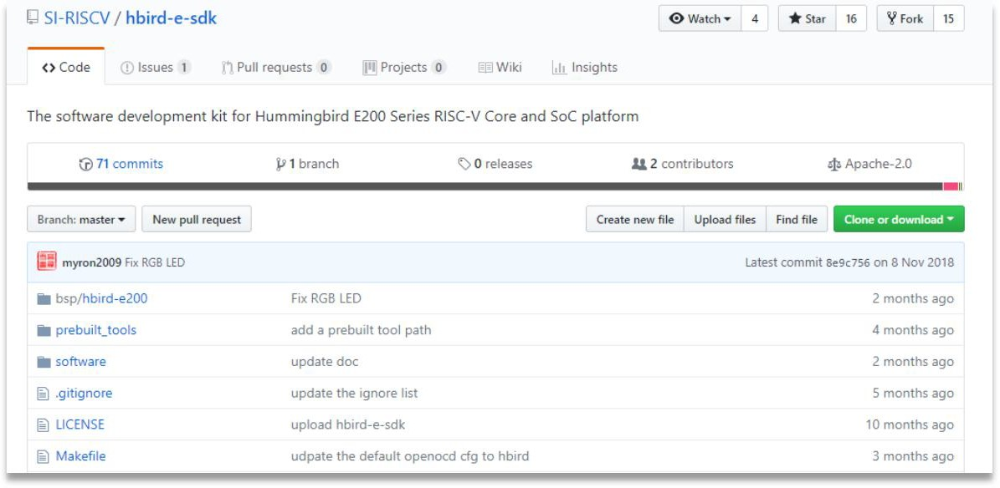 SI-RISCV / hbird-e-sdk
Watch 4 Star 16 Fork 15
Code Issues 1 Pull requests 0 Projects 0 Wiki Insights
The software development kit for Hummingbird E200 Series RISC-V Core and SoC platform
71 commits 1 branch 0 releases 2 contributors Apache-2.0
Branch: master New pull request Create new file Upload files Find file Clone or download
myron2009 Fix RGB LED Latest commit 8e9c756 on 8 Nov 2018
bsp/hbird-e200 Fix RGB LED 2 months ago
prebuilt_tools add a prebuilt tool path 4 months ago
software update doc 2 months ago
.gitignore update the ignore list 5 months ago
LICENSE upload hbird-e-sdk 10 months ago
Makefile udpate the default openocd cfg to hbird 3 months ago